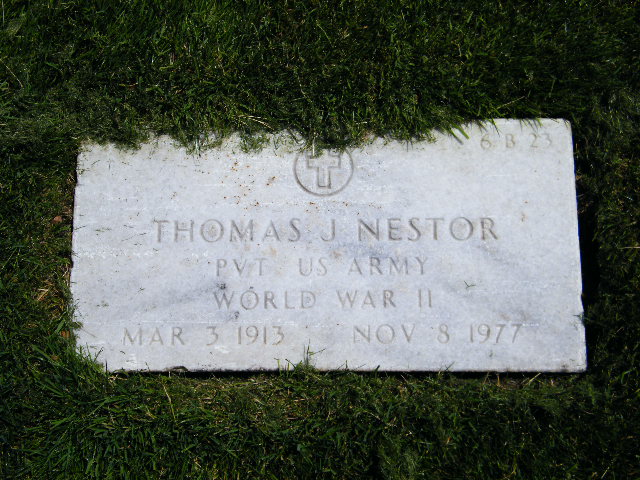 6 B 23
THOMAS J NESTOR
PVT US ARMY
WORLD WAR II
MAR 3 1913 NOV 8 1977